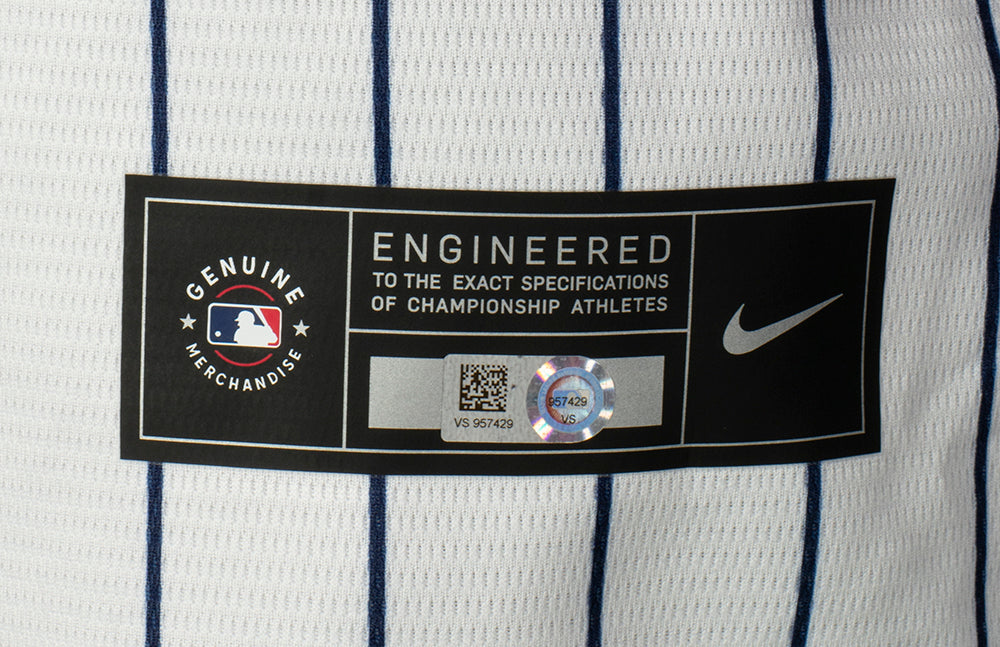 GENUINE
MERCHANDISE
ENGINEERED
TO THE EXACT SPECIFICATIONS
OF CHAMPIONSHIP ATHLETES
VS 957429
957429
VS